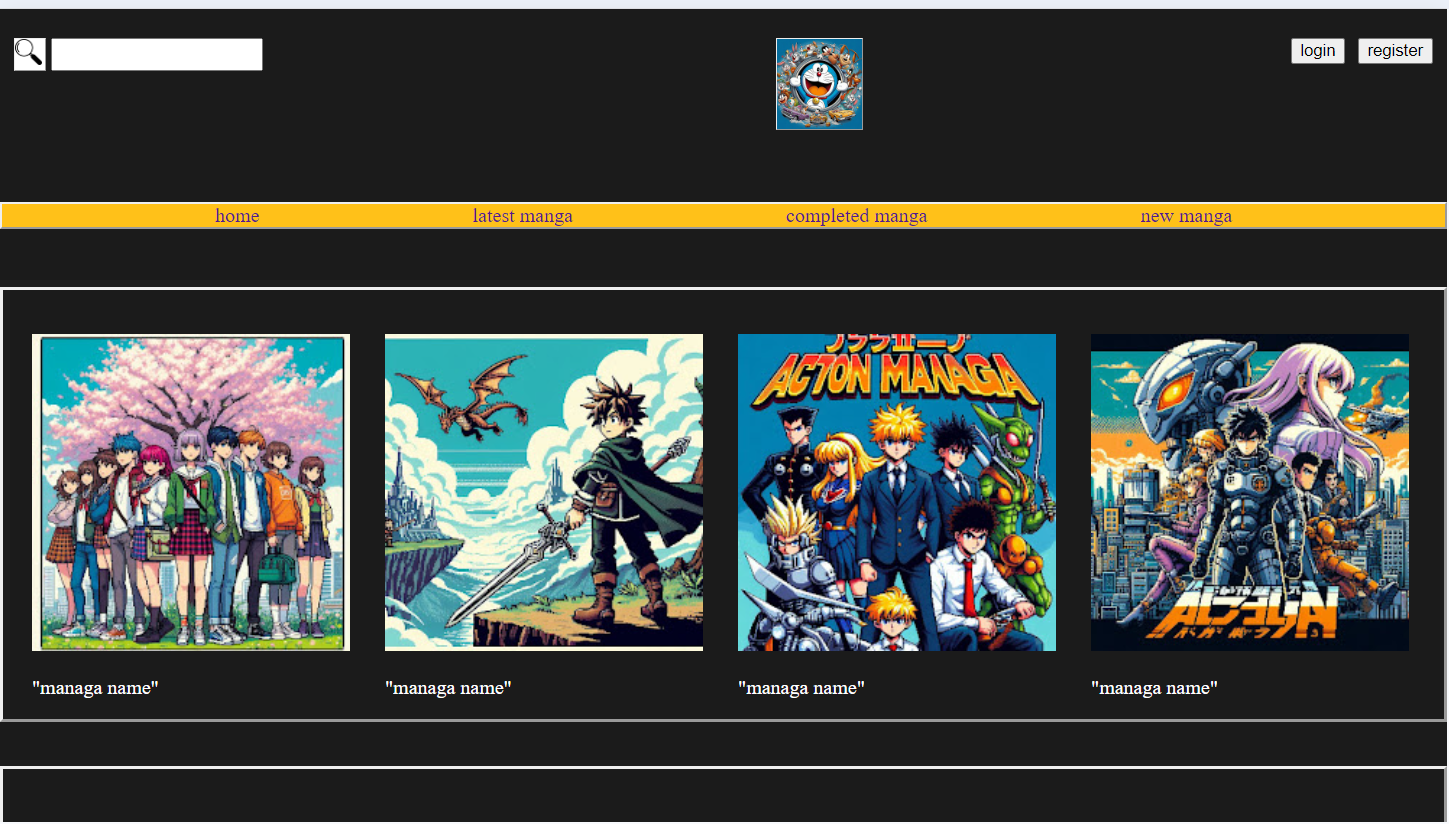 login register
home latest manga completed manga new manga
ACTON MANAGA
"managa name" "managa name" "managa name" "managa name"